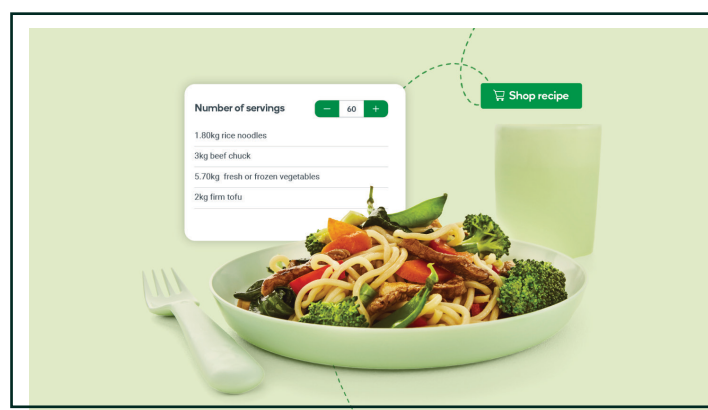 Number of servings
− 60 +
Shop recipe
1.80kg rice noodles
3kg beef chuck
5.70kg fresh or frozen vegetables
2kg firm tofu